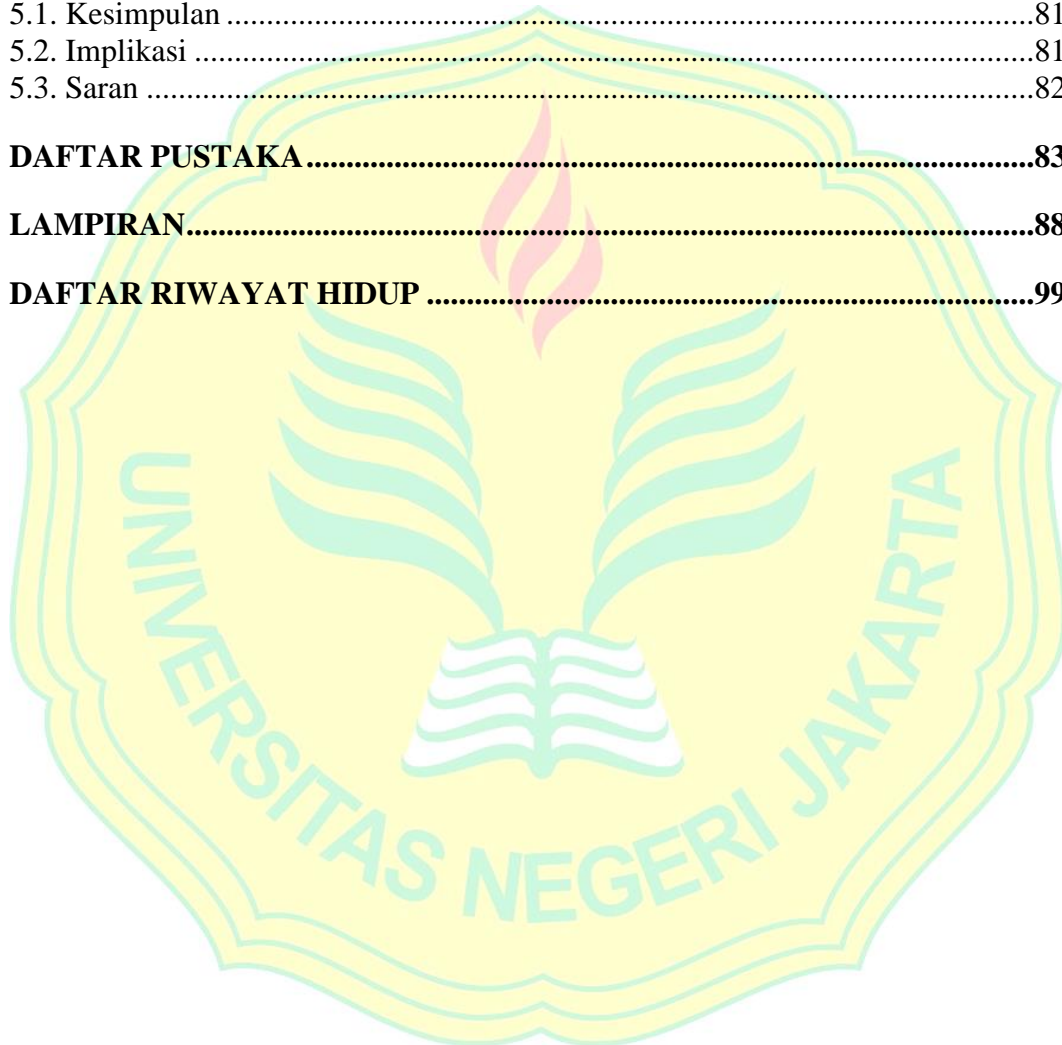 5.1. Kesimpulan ........................................................................................................81
5.2. Implikasi ............................................................................................................81
5.3. Saran ..................................................................................................................82
DAFTAR PUSTAKA..............................................................................................83
LAMPIRAN.............................................................................................................88
DAFTAR RIWAYAT HIDUP ................................................................................99
UNIVERSITAS NEGERI JAKARTA